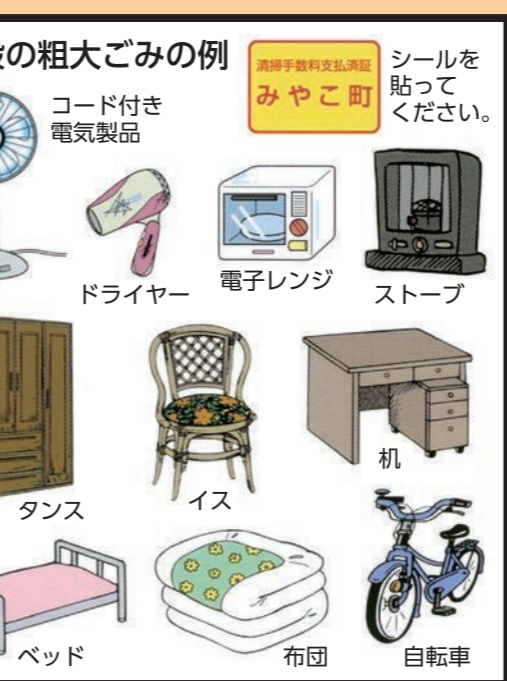 の粗大ごみの例
清掃手数料支払済証
みやこ町
シールを
貼って
ください。
コード付き
電気製品
ドライヤー
電子レンジ
ストーブ
タンス
イス
机
ベッド
布団
自転車